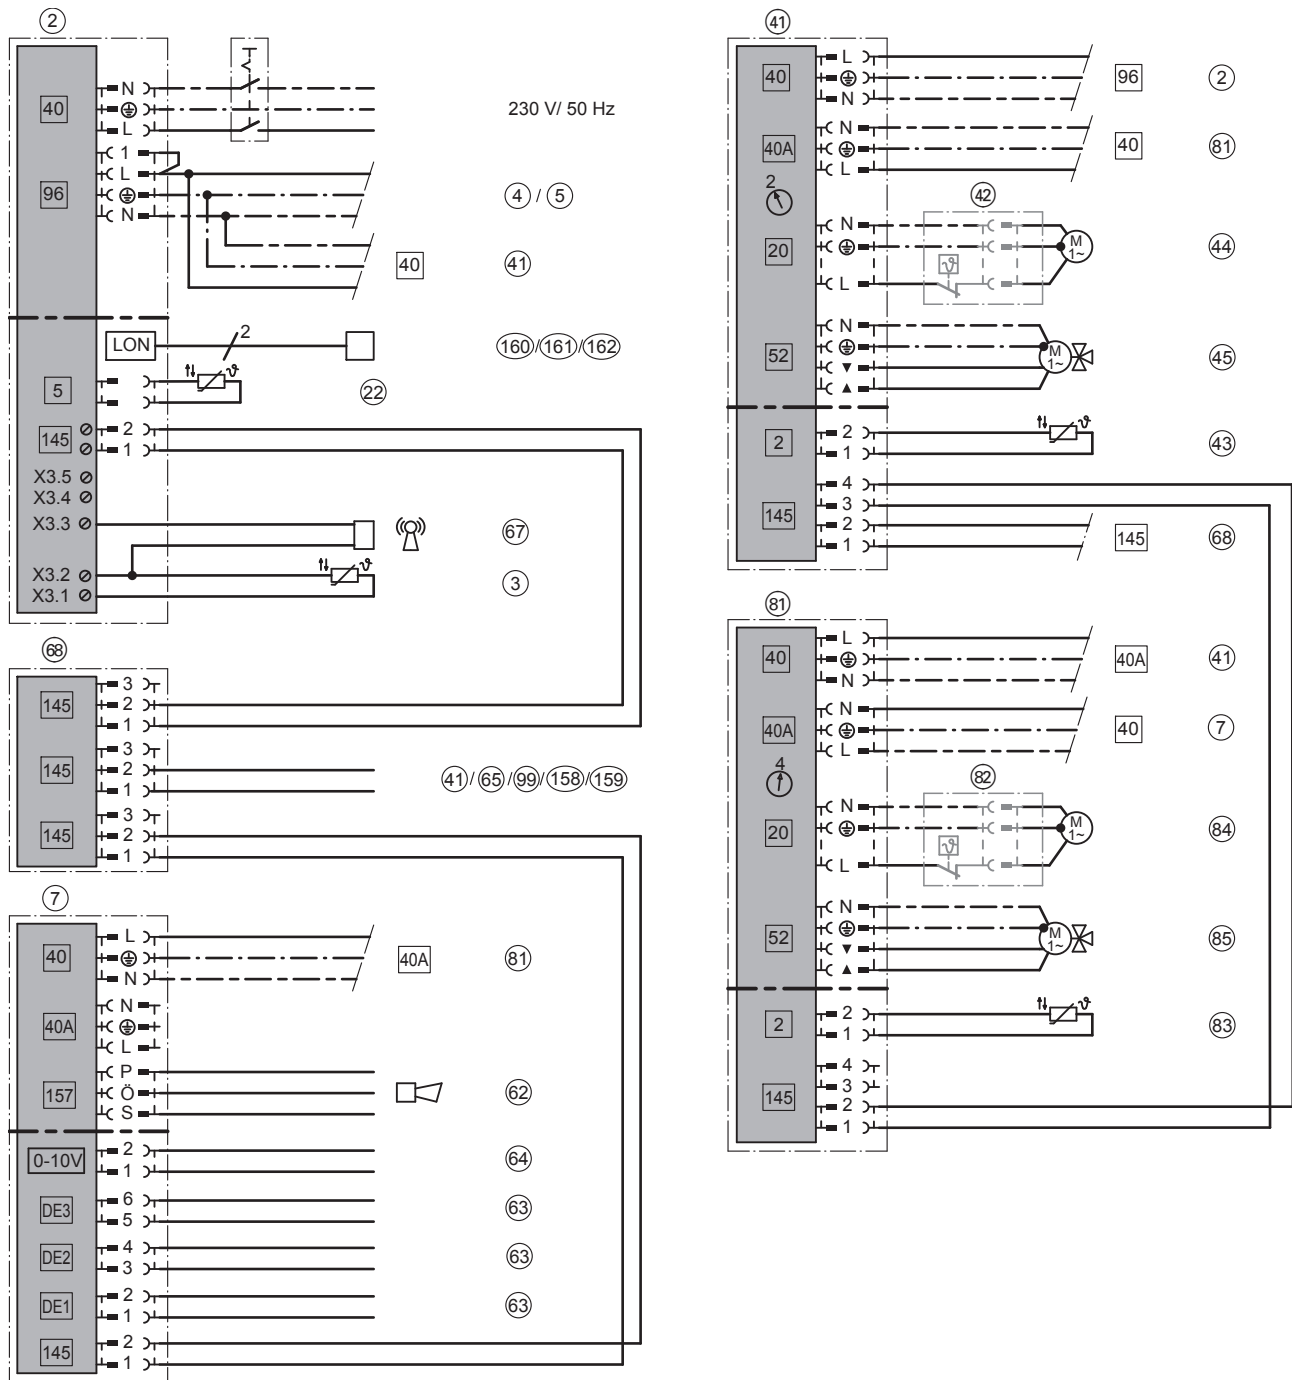 2
40
N
L
230 V/ 50 Hz
96
1
L
N
4 / 5
40
41
LON
2
160/161/162
5
ϑ
22
145
2
1
X3.5
X3.4
X3.3
67
X3.2
ϑ
3
X3.1
68
145
3
2
1
145
3
2
1
41/65/99/158/159
145
3
2
1
7
40
L
N
40A
81
40A
N
L
157
P
Ö
S
62
0-10V
2
1
64
DE3
6
5
63
DE2
4
3
63
DE1
2
1
63
145
2
1
41
40
L
N
96
2
40A
N
L
40
81
2
42
20
N
L
ϑ
M
1~
44
52
N
M
1~
45
2
2
1
ϑ
43
145
4
3
2
1
145
68
81
40
L
N
40A
41
40A
N
L
40
7
4
82
20
N
L
ϑ
M
1~
84
52
N
M
1~
85
2
2
1
ϑ
83
145
4
3
2
1